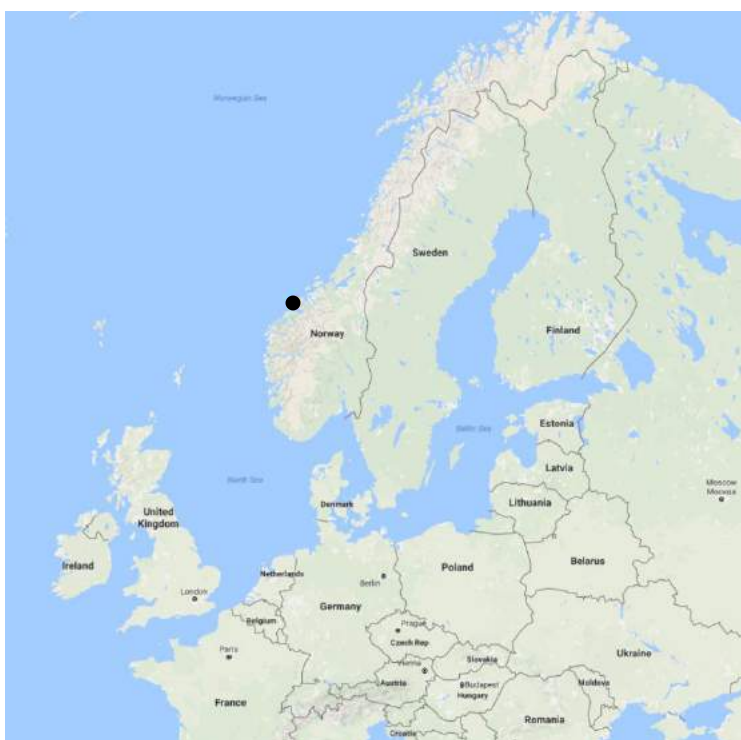 Norwegian Sea
Sweden
Norway
Finland
Estonia
Baltic Sea
Latvia
Moscow
Москва
North Sea
Denmark
Lithuania
United
Kingdom
Ireland
Belarus
Netherlands
Poland
Berlin
London
Germany
Belgium
Prague
Czech Rep
Paris
Ukraine
Slovakia
Vienna
Austria
Budapest
Moldova
Hungary
France
Romania
Croatia